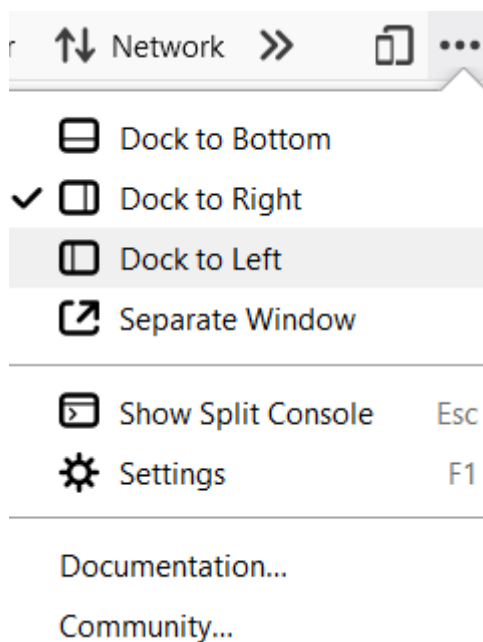 r Network
Dock to Bottom
Dock to Right
Dock to Left
Separate Window
Show Split Console Esc
Settings F1
Documentation...
Community...